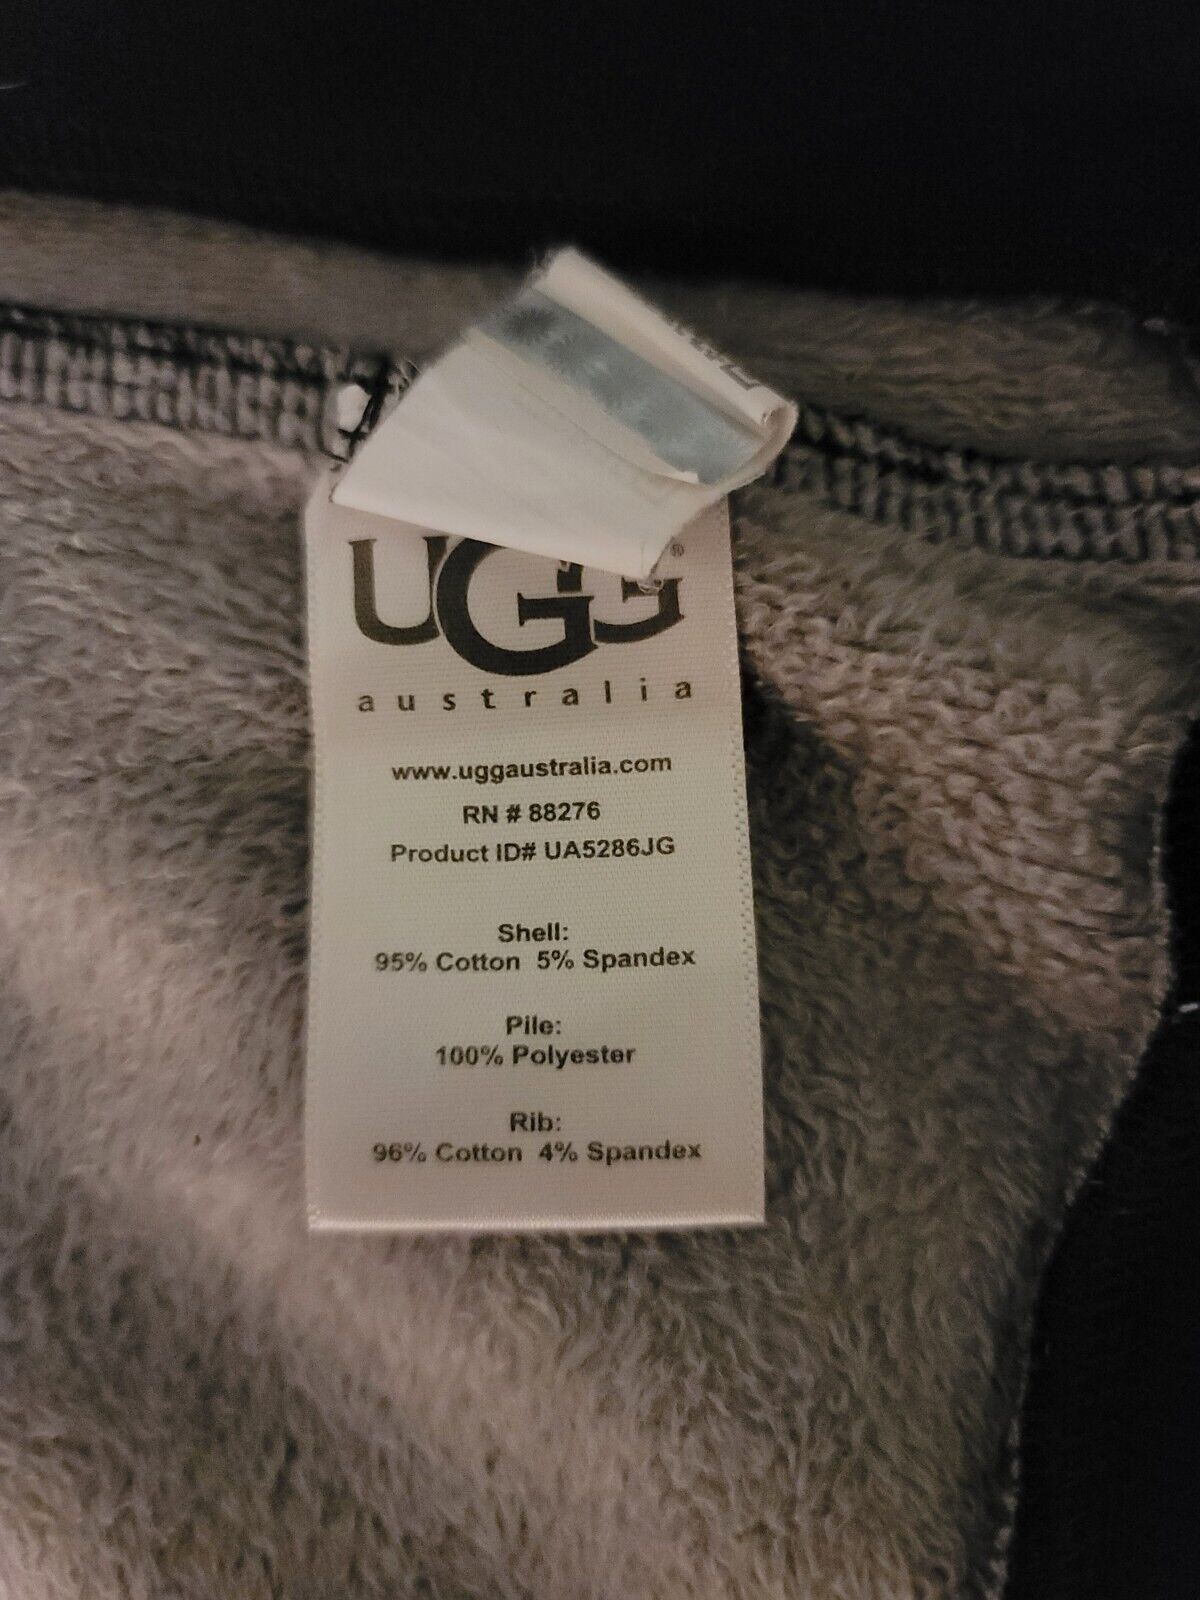 UGG®
australia
www.uggaustralia.com
RN # 88276
Product ID# UA5286JG
Shell:
95% Cotton 5% Spandex
Pile:
100% Polyester
Rib:
96% Cotton 4% Spandex